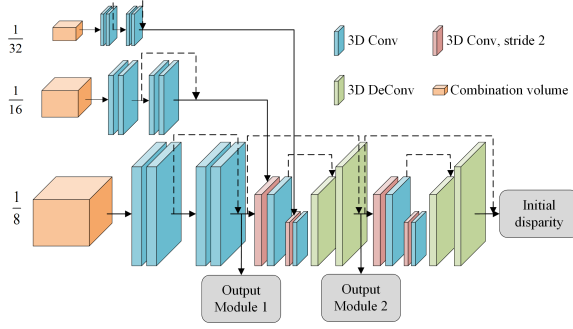 1/32
3D Conv
3D Conv, stride 2
3D DeConv
Combination volume
1/16
1/8
Initial
disparity
Output
Module 1
Output
Module 2